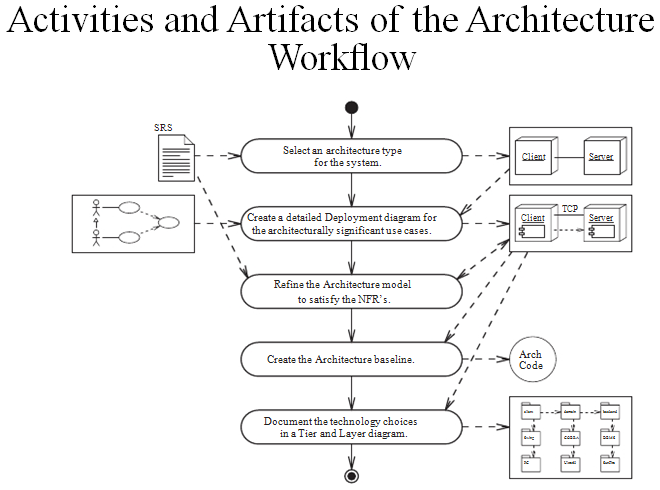 Activities and Artifacts of the Architecture
Workflow
SRS
Select an architecture type
for the system.
Client
Server
Create a detailed Deployment diagram for
the architecturally significant use cases.
TCP
Client
Server
Refine the Architecture model
to satisfy the NFR's.
Create the Architecture baseline.
Arch
Code
Document the technology choices
in a Tier and Layer diagram.